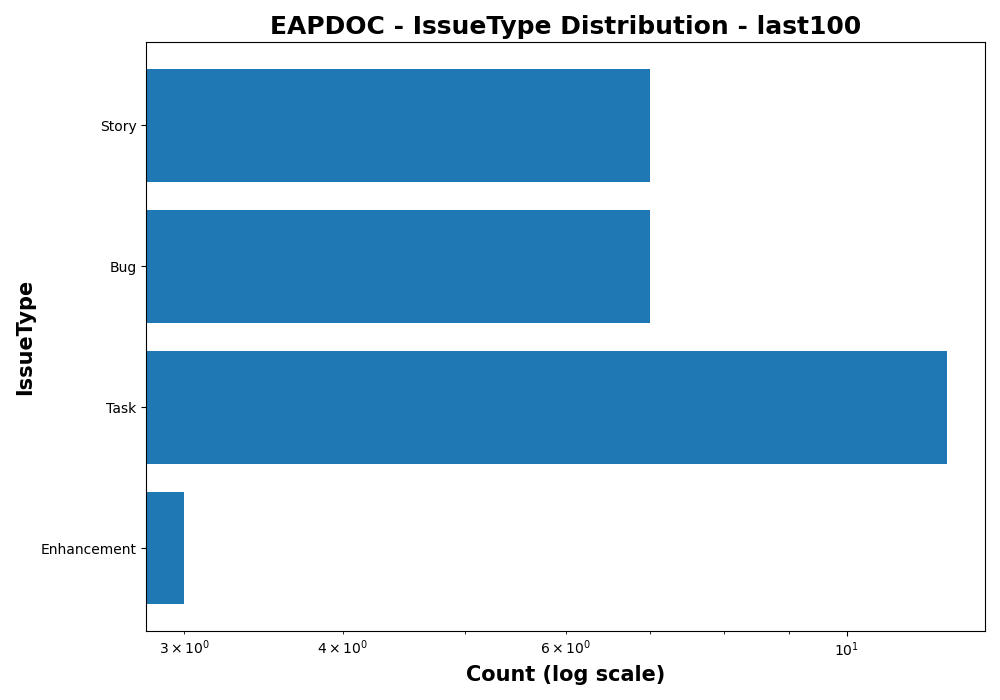 EAPDOC - IssueType Distribution - last100
Story
Bug
Task
Enhancement
IssueType
3 × 10⁰
4 × 10⁰
6 × 10⁰
10¹
Count (log scale)